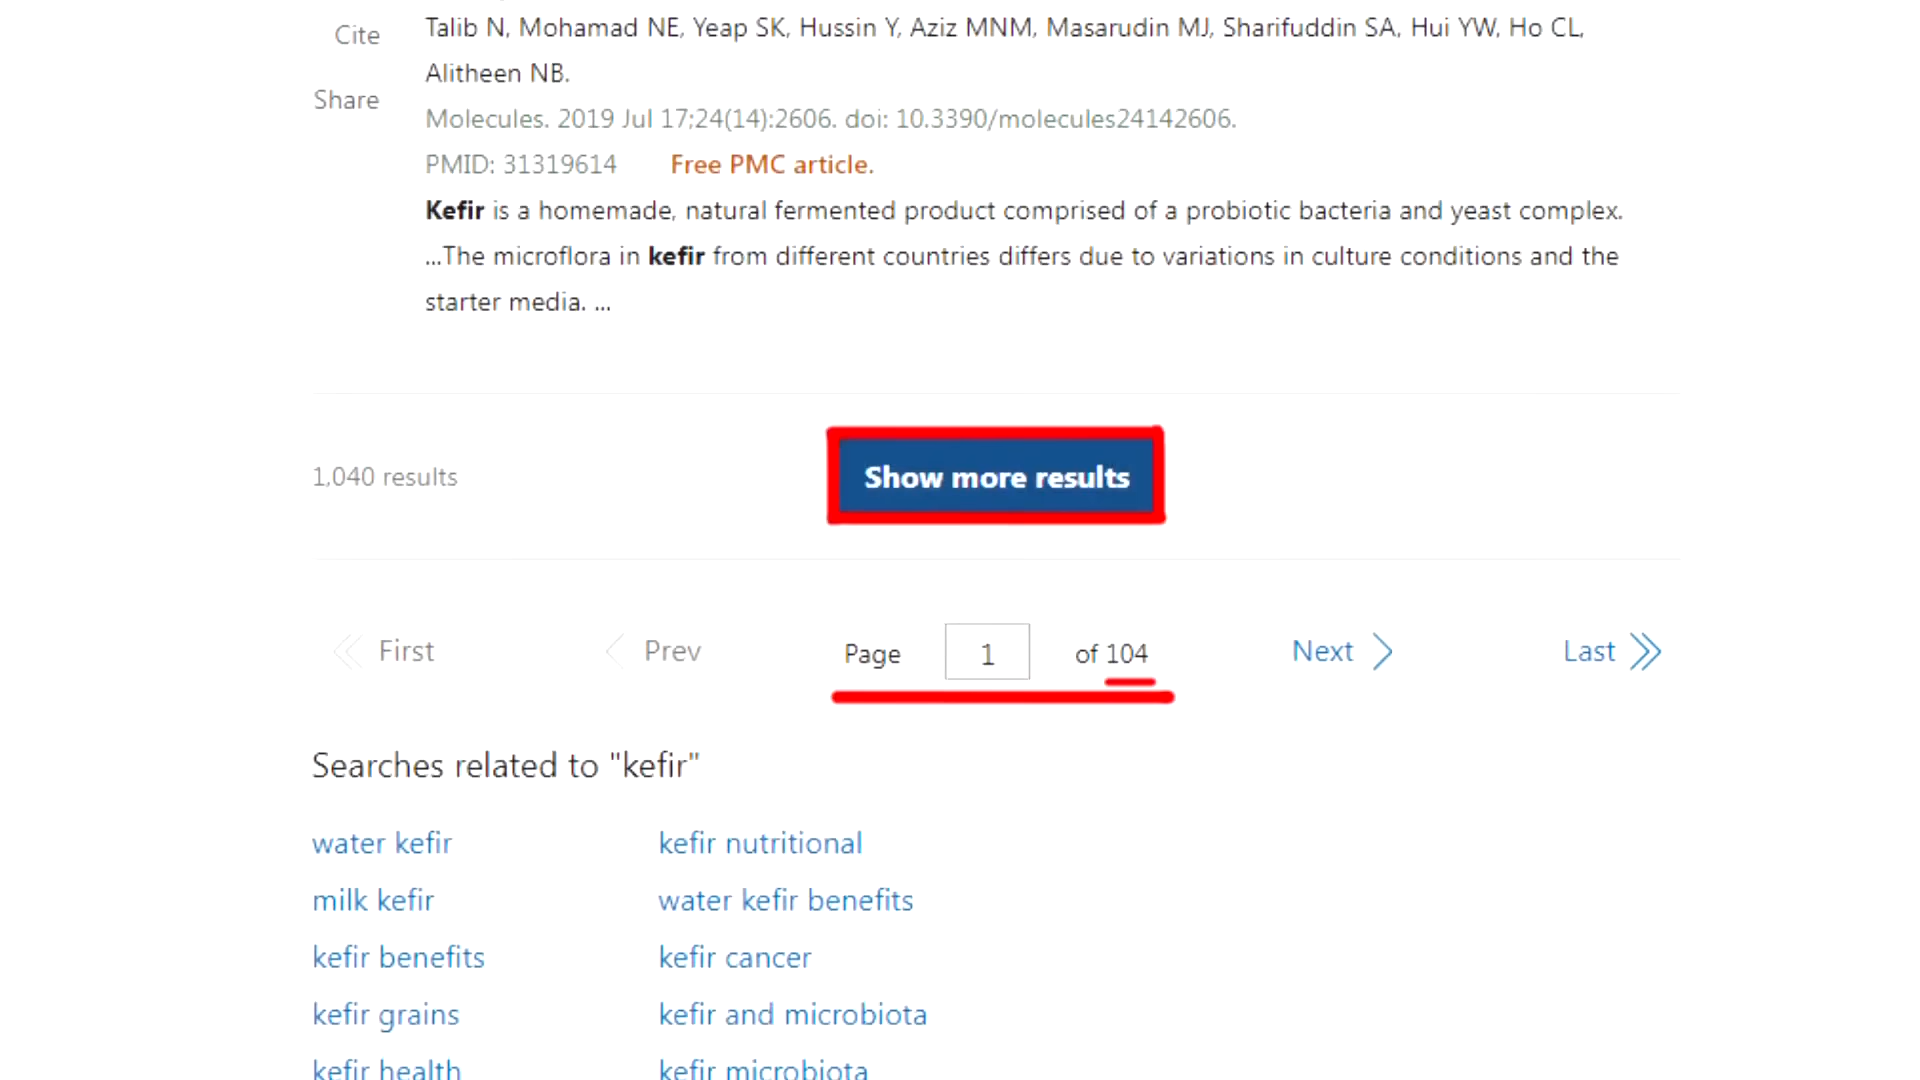 Cite
Talib N, Mohamad NE, Yeap SK, Hussin Y, Aziz MNM, Masarudin MJ, Sharifuddin SA, Hui YW, Ho CL,
Alitheen NB.
Share
Molecules. 2019 Jul 17;24(14):2606. doi: 10.3390/molecules24142606.
PMID: 31319614 Free PMC article.
Kefir is a homemade, natural fermented product comprised of a probiotic bacteria and yeast complex.
...The microflora in kefir from different countries differs due to variations in culture conditions and the
starter media. ...
1,040 results
Show more results
First Prev Page 1 of 104 Next Last
Searches related to "kefir"
water kefir kefir nutritional
milk kefir water kefir benefits
kefir benefits kefir cancer
kefir grains kefir and microbiota
kefir health kefir microbiota